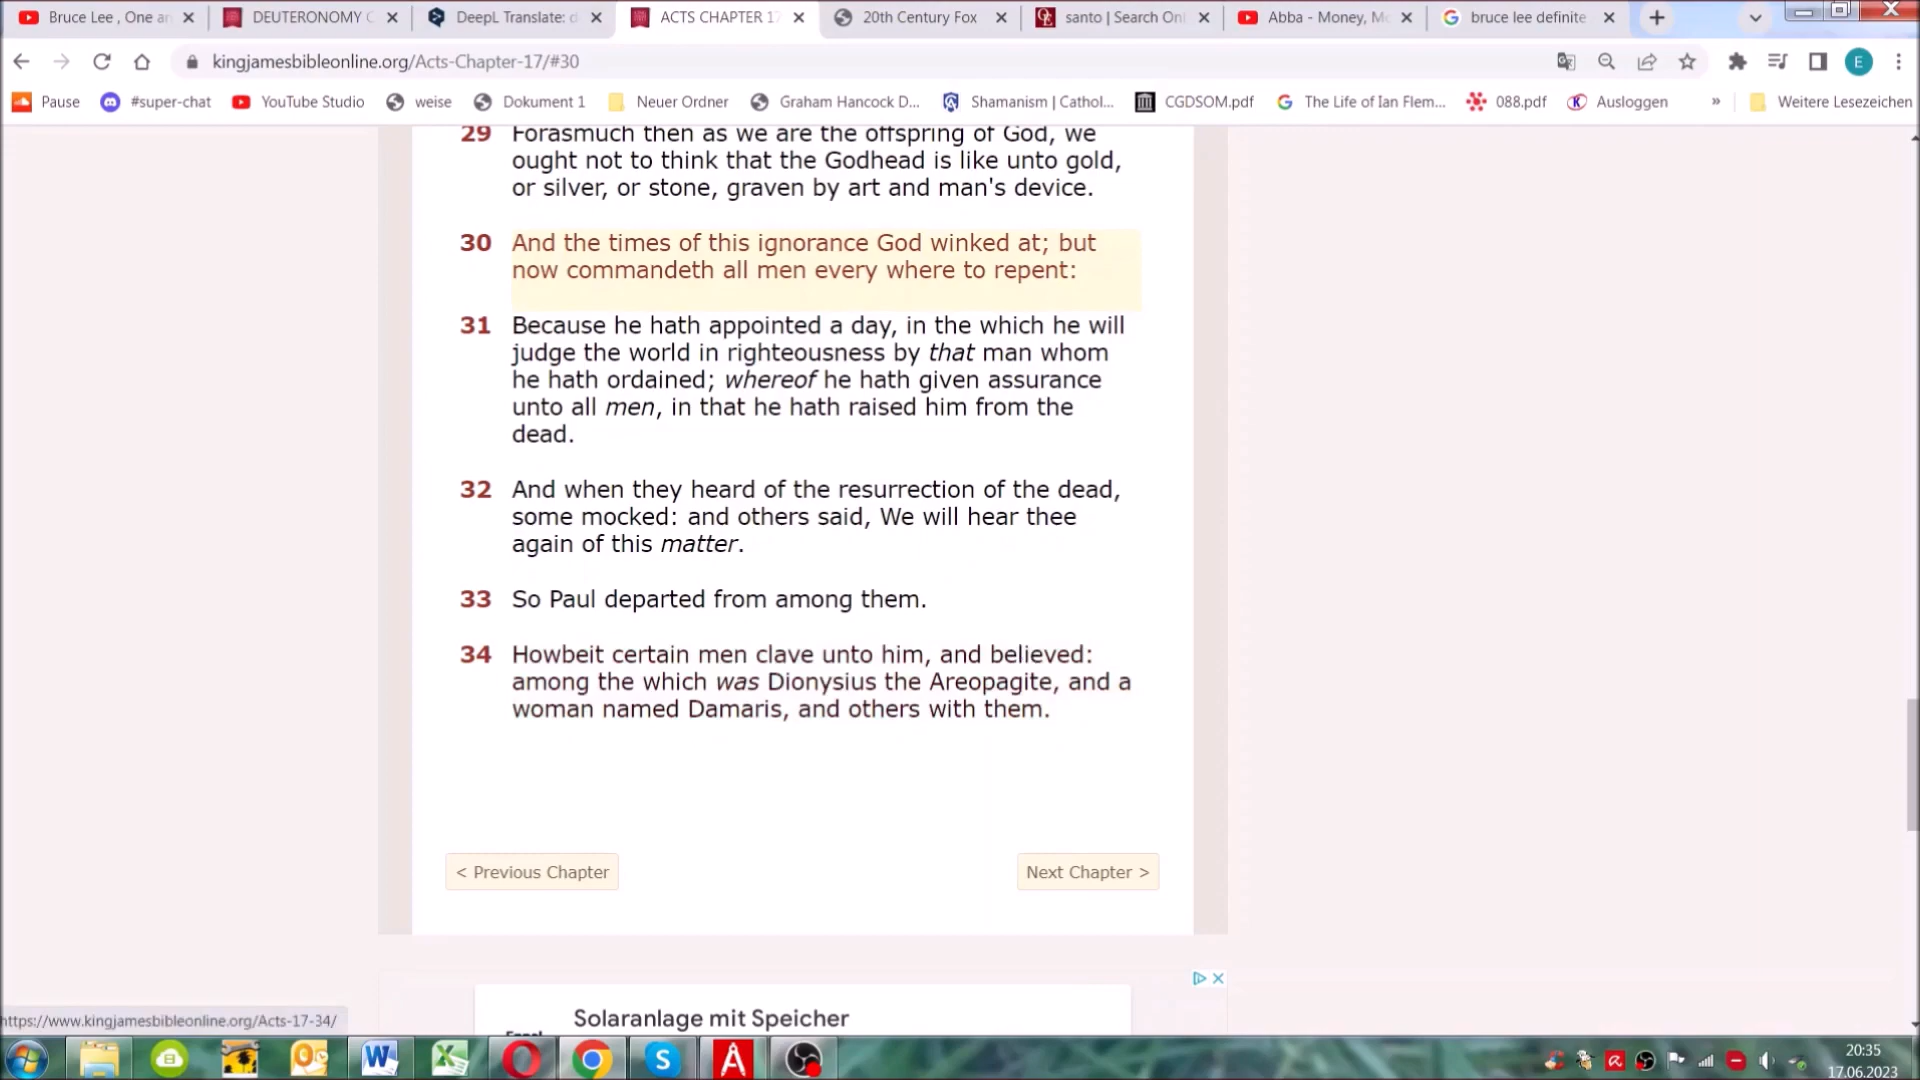 Bruce Lee , One an
DEUTERONOMY C
DeepL Translate: d
ACTS CHAPTER 17
20th Century Fox
santo | Search Onl
Abba - Money, Mo
bruce lee definite
kingjamesbibleonline.org/Acts-Chapter-17/#30
E
Pause
#super-chat
YouTube Studio
weise
Dokument 1
Neuer Ordner
Graham Hancock D...
Shamanism | Cathol...
CGDSOM.pdf
The Life of Ian Flem...
088.pdf
Ausloggen
»
Weitere Lesezeichen
29 Forasmuch then as we are the offspring of God, we
ought not to think that the Godhead is like unto gold,
or silver, or stone, graven by art and man's device.
30 And the times of this ignorance God winked at; but
now commandeth all men every where to repent:
31 Because he hath appointed a day, in the which he will
judge the world in righteousness by that man whom
he hath ordained; whereof he hath given assurance
unto all men, in that he hath raised him from the
dead.
32 And when they heard of the resurrection of the dead,
some mocked: and others said, We will hear thee
again of this matter.
33 So Paul departed from among them.
34 Howbeit certain men clave unto him, and believed:
among the which was Dionysius the Areopagite, and a
woman named Damaris, and others with them.
< Previous Chapter
Next Chapter >
Solaranlage mit Speicher
https://www.kingjamesbibleonline.org/Acts-17-34/
20:35
17.06.2023